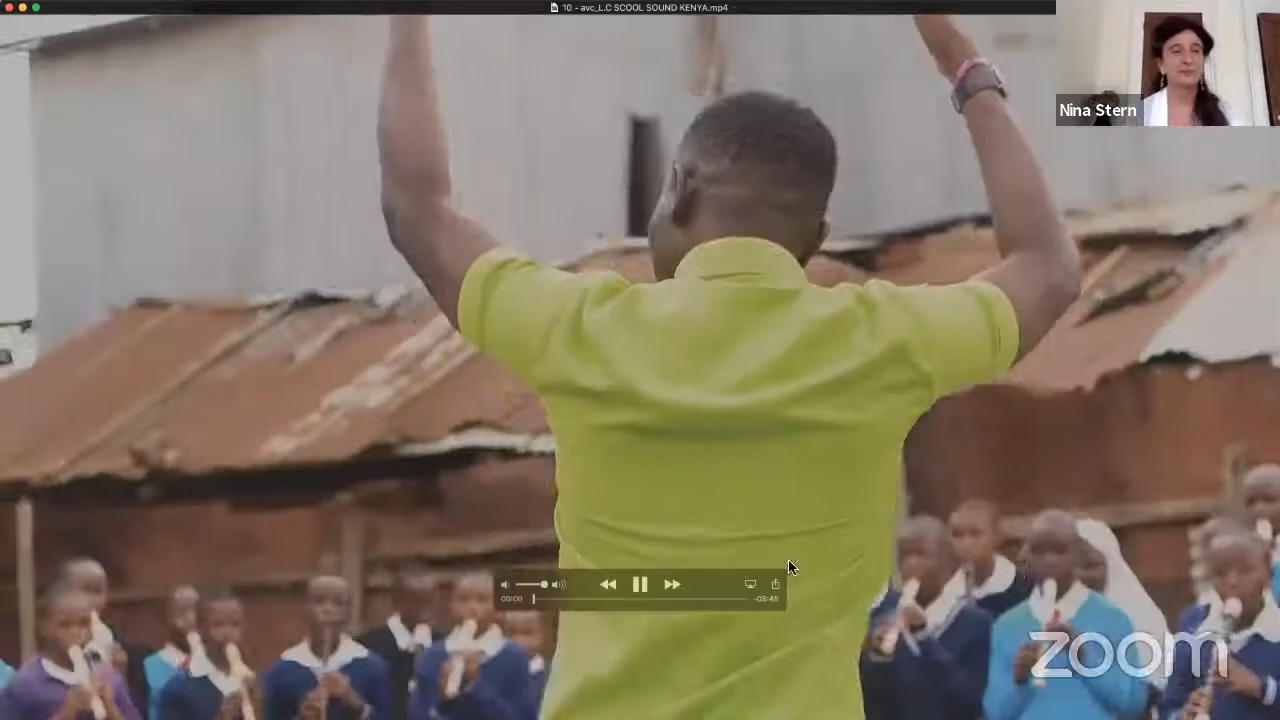 10 - avc_L.C SCOOL SOUND KENYA.mp4
Nina Stern
00:00
-05:45
zoom